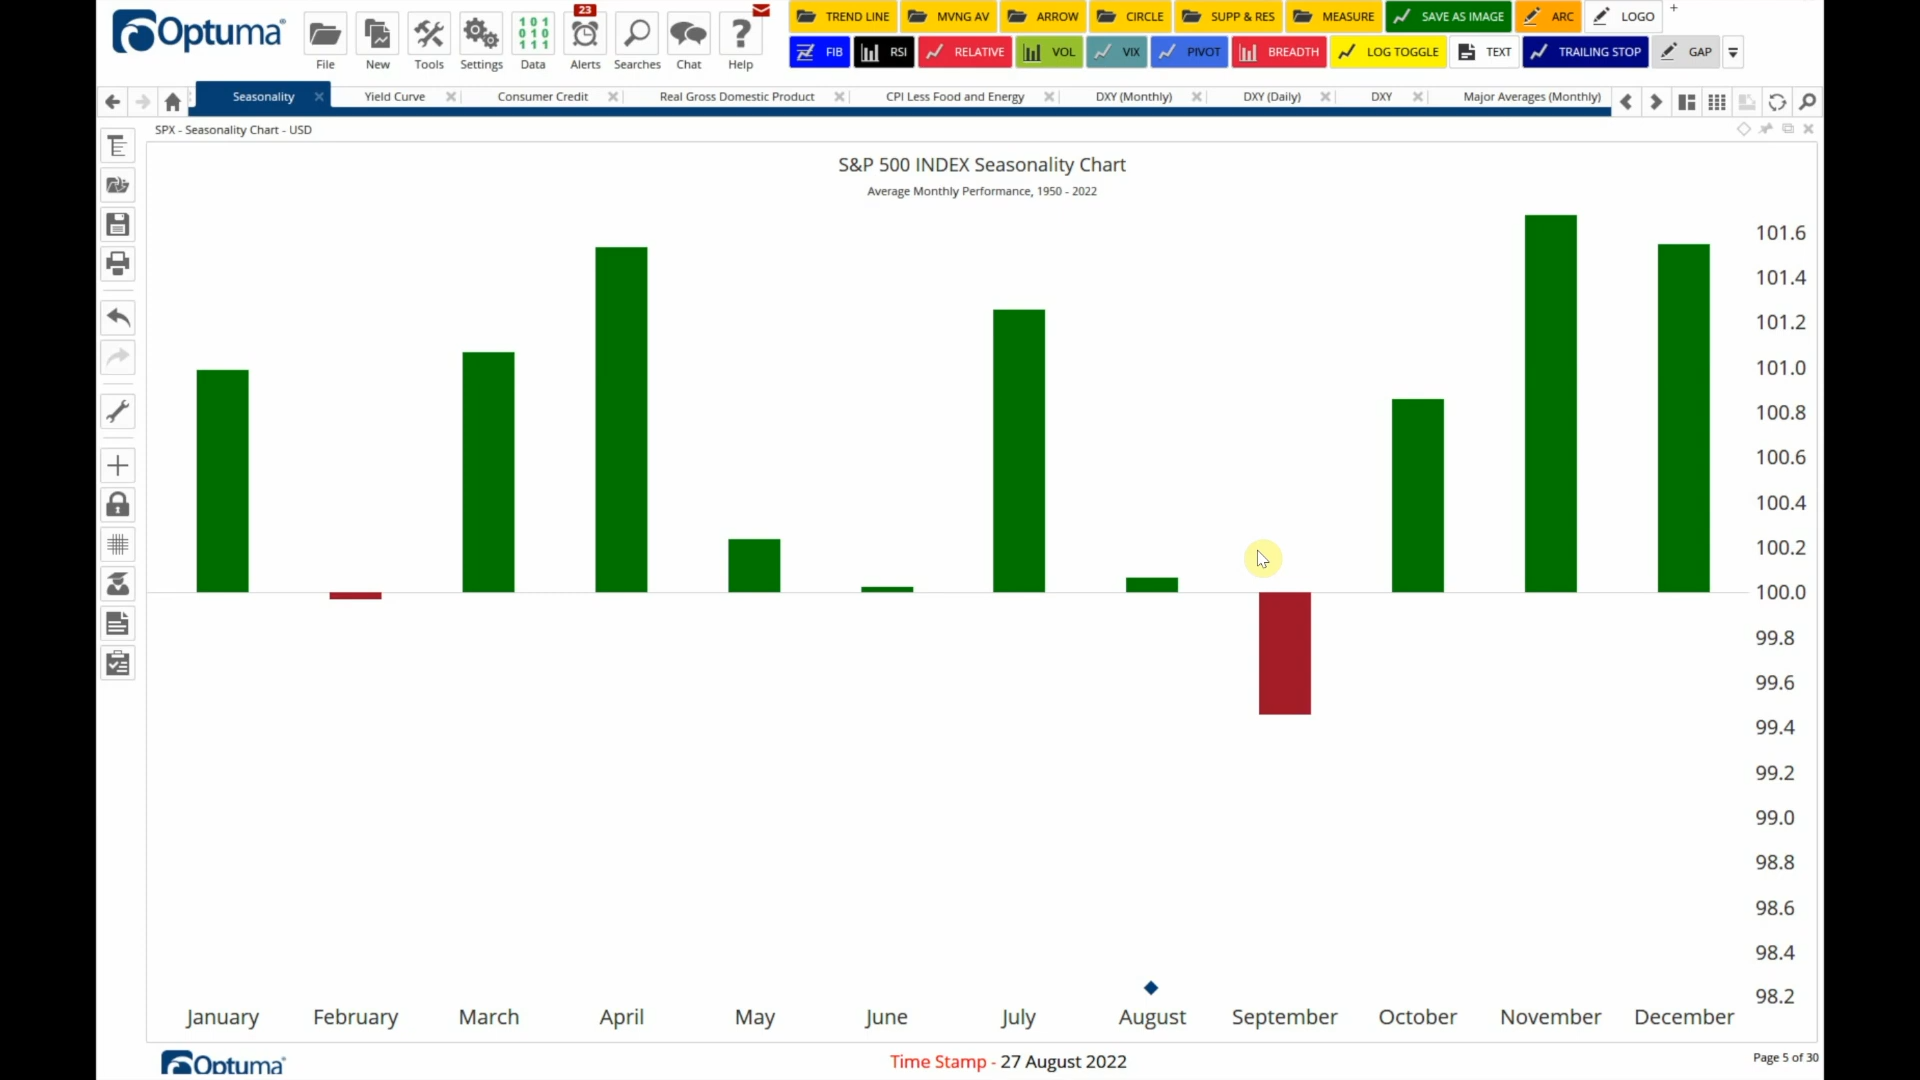 Optuma
File
New
Tools
Settings
101
010
111
Data
23
Alerts
Searches
Chat
?
Help
TREND LINE
MVNG AV
ARROW
CIRCLE
SUPP & RES
MEASURE
SAVE AS IMAGE
ARC
LOGO
+
FIB
RSI
RELATIVE
VOL
VIX
PIVOT
BREADTH
LOG TOGGLE
TEXT
TRAILING STOP
GAP
Seasonality
Yield Curve
Consumer Credit
Real Gross Domestic Product
CPI Less Food and Energy
DXY (Monthly)
DXY (Daily)
DXY
Major Averages (Monthly)
SPX - Seasonality Chart - USD
S&P 500 INDEX Seasonality Chart
Average Monthly Performance, 1950 - 2022
101.6
101.4
101.2
101.0
100.8
100.6
100.4
100.2
100.0
99.8
99.6
99.4
99.2
99.0
98.8
98.6
98.4
98.2
January
February
March
April
May
June
July
August
September
October
November
December
Optuma
Time Stamp - 27 August 2022
Page 5 of 30